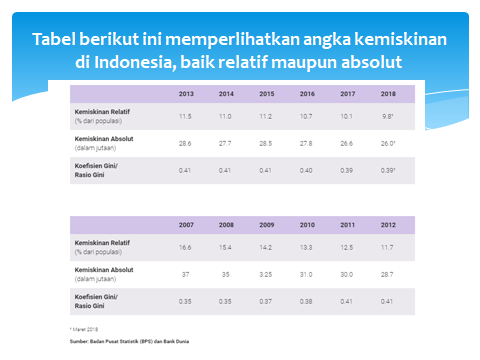 Tabel berikut ini memperlihatkan angka kemiskinan
di Indonesia, baik relatif maupun absolut
2013 2014 2015 2016 2017 2018
Kemiskinan Relatif
(% dari populasi) 11.5 11.0 11.2 10.7 10.1 9.8¹
Kemiskinan Absolut
(dalam jutaan) 28.6 27.7 28.5 27.8 26.6 26.0¹
Koefisien Gini/
Rasio Gini 0.41 0.41 0.41 0.40 0.39 0.39¹
2007 2008 2009 2010 2011 2012
Kemiskinan Relatif
(% dari populasi) 16.6 15.4 14.2 13.3 12.5 11.7
Kemiskinan Absolut
(dalam jutaan) 37 35 3.25 31.0 30.0 28.7
Koefisien Gini/
Rasio Gini 0.35 0.35 0.37 0.38 0.41 0.41
¹ Maret 2018
Sumber: Badan Pusat Statistik (BPS) dan Bank Dunia